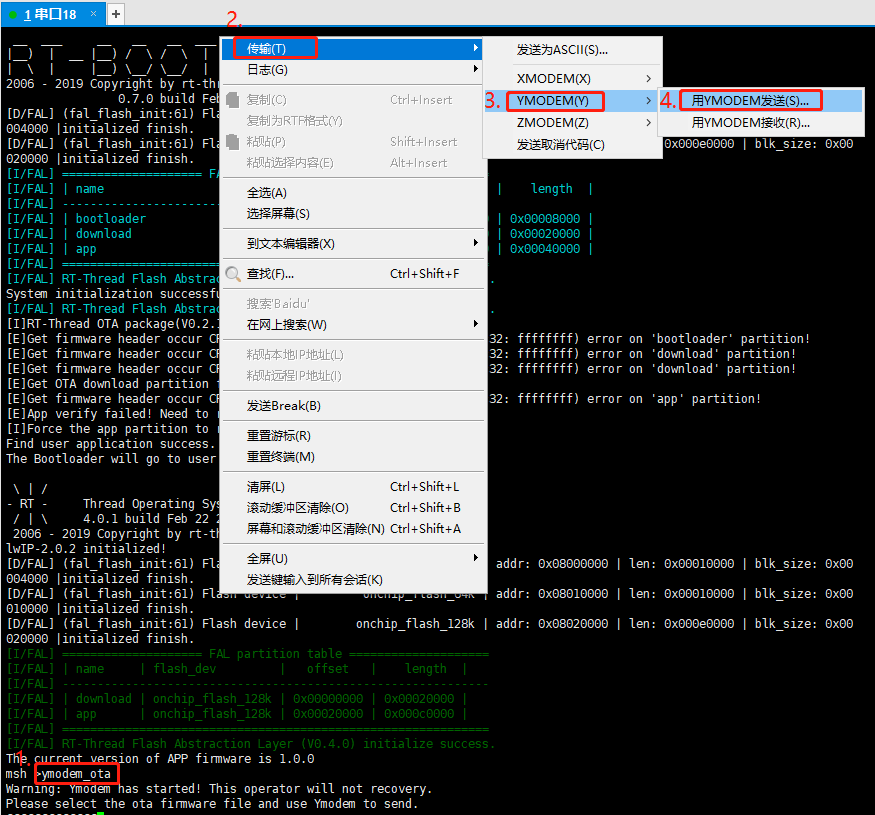 1 串口18 × +
2.
传输(T)
日志(G)
复制(C) Ctrl+Insert
复制为RTF格式(Y)
粘贴(P) Shift+Insert
粘贴选择内容(E) Alt+Insert
全选(A)
选择屏幕(S)
到文本编辑器(X)
查找(F)... Ctrl+Shift+F
搜索'Baidu'
在网上搜索(W)
粘贴本地IP地址(L)
粘贴远程IP地址(I)
发送Break(B)
重置游标(R)
重置终端(M)
清屏(L) Ctrl+Shift+L
滚动缓冲区清除(O) Ctrl+Shift+B
屏幕和滚动缓冲区清除(N) Ctrl+Shift+A
全屏(U)
发送键输入到所有会话(K)
发送为ASCII(S)...
XMODEM(X)
3. YMODEM(Y)
ZMODEM(Z)
发送取消代码(C)
4. 用YMODEM发送(S)...
用YMODEM接收(R)...
2006 - 2019 Copyright by rt-th
0.7.0 build Feb
[D/FAL] (fal_flash_init:61) Fla
004000 |initialized finish.
[D/FAL] (fal_flash_init:61) Fla x000e0000 | blk_size: 0x00
020000 |initialized finish.
[I/FAL] ==================== FA
[I/FAL] | name | length |
[I/FAL] -----------------------
[I/FAL] | bootloader | 0x00008000 |
[I/FAL] | download | 0x00020000 |
[I/FAL] | app | 0x00040000 |
[I/FAL] =======================
[I/FAL] RT-Thread Flash Abstrac .
System initialization successfu
[I/FAL] RT-Thread Flash Abstrac .
[I]RT-Thread OTA package(V0.2.
[E]Get firmware header occur CR 32: ffffffff) error on 'bootloader' partition!
[E]Get firmware header occur CR 32: ffffffff) error on 'download' partition!
[E]Get firmware header occur CR 32: ffffffff) error on 'download' partition!
[E]Get OTA download partition
[E]Get firmware header occur CR 32: ffffffff) error on 'app' partition!
[E]App verify failed! Need to
[I]Force the app partition to
Find user application success.
The Bootloader will go to user
\ | /
- RT - Thread Operating Sys
/ | \ 4.0.1 build Feb 22 2
2006 - 2019 Copyright by rt-th
lwIP-2.0.2 initialized!
[D/FAL] (fal_flash_init:61) Fla addr: 0x08000000 | len: 0x00010000 | blk_size: 0x00
004000 |initialized finish.
[D/FAL] (fal_flash_init:61) Flash device | onchip_flash_64k | addr: 0x08010000 | len: 0x00010000 | blk_size: 0x00
010000 |initialized finish.
[D/FAL] (fal_flash_init:61) Flash device | onchip_flash_128k | addr: 0x08020000 | len: 0x000e0000 | blk_size: 0x00
020000 |initialized finish.
[I/FAL] ==================== FAL partition table ====================
[I/FAL] | name | flash_dev | offset | length |
[I/FAL] -------------------------------------------------------------
[I/FAL] | download | onchip_flash_128k | 0x00000000 | 0x00020000 |
[I/FAL] | app | onchip_flash_128k | 0x00020000 | 0x000c0000 |
[I/FAL] =============================================================
[I/FAL] RT-Thread Flash Abstraction Layer (V0.4.0) initialize success.
The current version of APP firmware is 1.0.0
1.
msh >ymodem_ota
Warning: Ymodem has started! This operator will not recovery.
Please select the ota firmware file and use Ymodem to send.